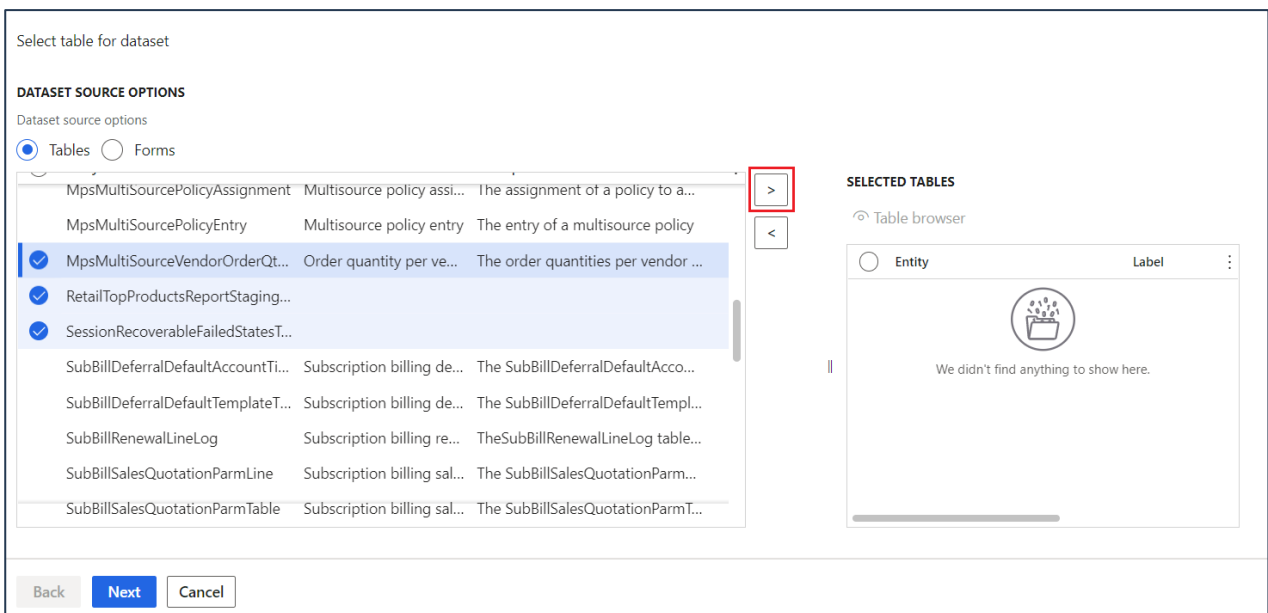 Select table for dataset
DATASET SOURCE OPTIONS
Dataset source options
Tables Forms
MpsMultiSourcePolicyAssignment Multisource policy assi... The assignment of a policy to a...
MpsMultiSourcePolicyEntry Multisource policy entry The entry of a multisource policy
MpsMultiSourceVendorOrderQt... Order quantity per ve... The order quantities per vendor ...
RetailTopProductsReportStaging...
SessionRecoverableFailedStatesT...
SubBillDeferralDefaultAccountTi... Subscription billing de... The SubBillDeferralDefaultAcco...
SubBillDeferralDefaultTemplateT... Subscription billing de... The SubBillDeferralDefaultTempl...
SubBillRenewalLineLog Subscription billing re... TheSubBillRenewalLineLog table...
SubBillSalesQuotationParmLine Subscription billing sal... The SubBillSalesQuotationParm...
SubBillSalesQuotationParmTable Subscription billing sal... The SubBillSalesQuotationParmT...
>
<
SELECTED TABLES
Table browser
Entity Label
We didn't find anything to show here.
Back Next Cancel